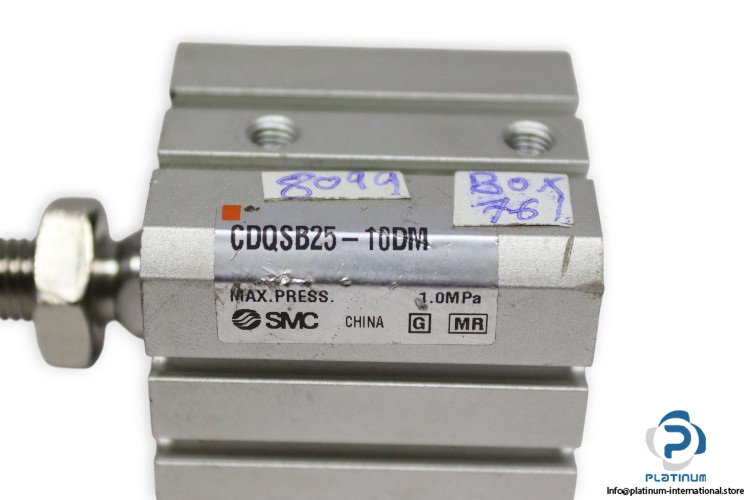 8099
BOX
761
CDQSB25-10DM
MAX.PRESS. 1.0MPa
SMC CHINA G MR
PLATINUM
Info@platinum-international.store